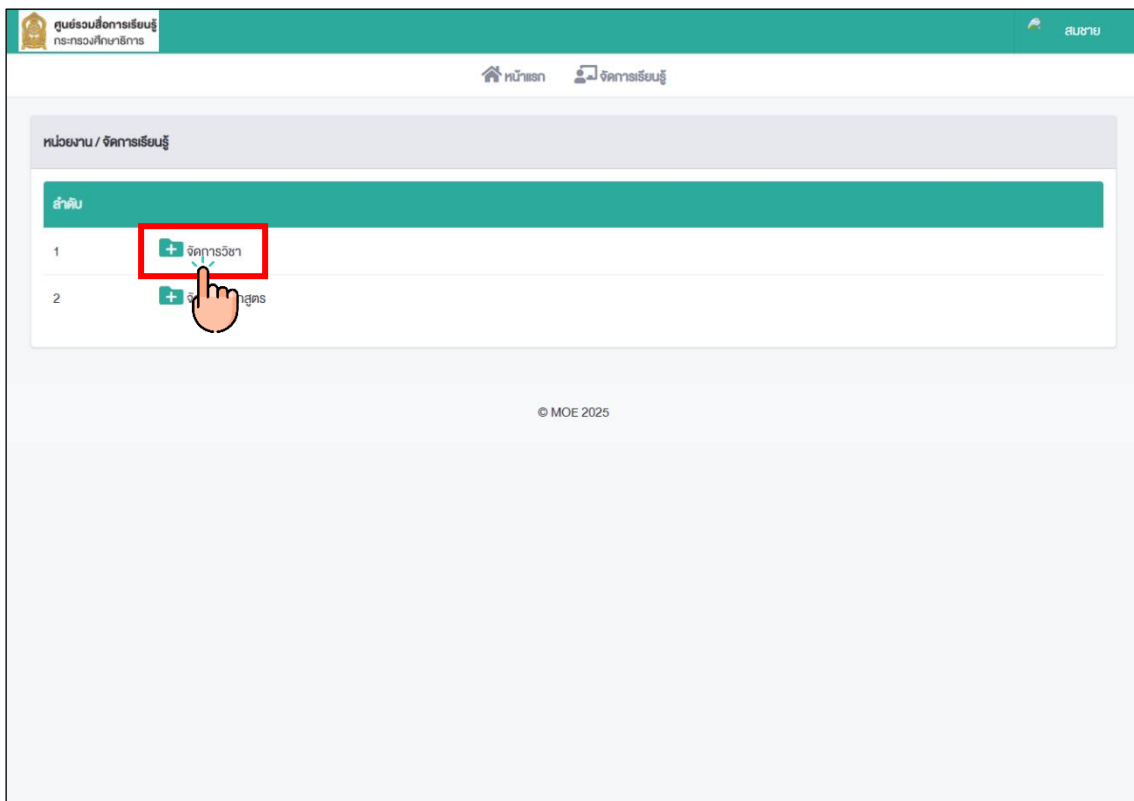 ศูนย์รวมสื่อการเรียนรู้
กระทรวงศึกษาธิการ
สมชาย
หน้าแรก จัดการเรียนรู้
หน่วยงาน / จัดการเรียนรู้
ลำดับ
1 จัดการวิชา
2
© MOE 2025